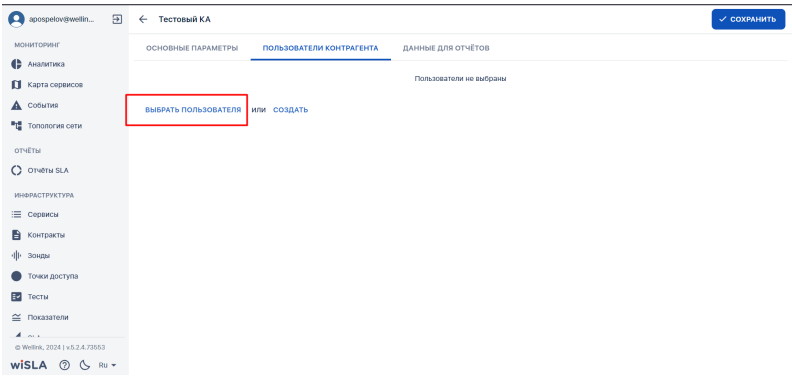 apospelov@wellin...
Тестовый КА
СОХРАНИТЬ
МОНИТОРИНГ
Аналитика
Карта сервисов
События
Топология сети
ОТЧЁТЫ
Отчёты SLA
ИНФРАСТРУКТУРА
Сервисы
Контракты
Зонды
Точки доступа
Тесты
Показатели
© Wellink, 2024 | v.5.2.4.73553
wiSLA
Ru
ОСНОВНЫЕ ПАРАМЕТРЫ ПОЛЬЗОВАТЕЛИ КОНТРАГЕНТА ДАННЫЕ ДЛЯ ОТЧЁТОВ
Пользователи не выбраны
ВЫБРАТЬ ПОЛЬЗОВАТЕЛЯ или СОЗДАТЬ